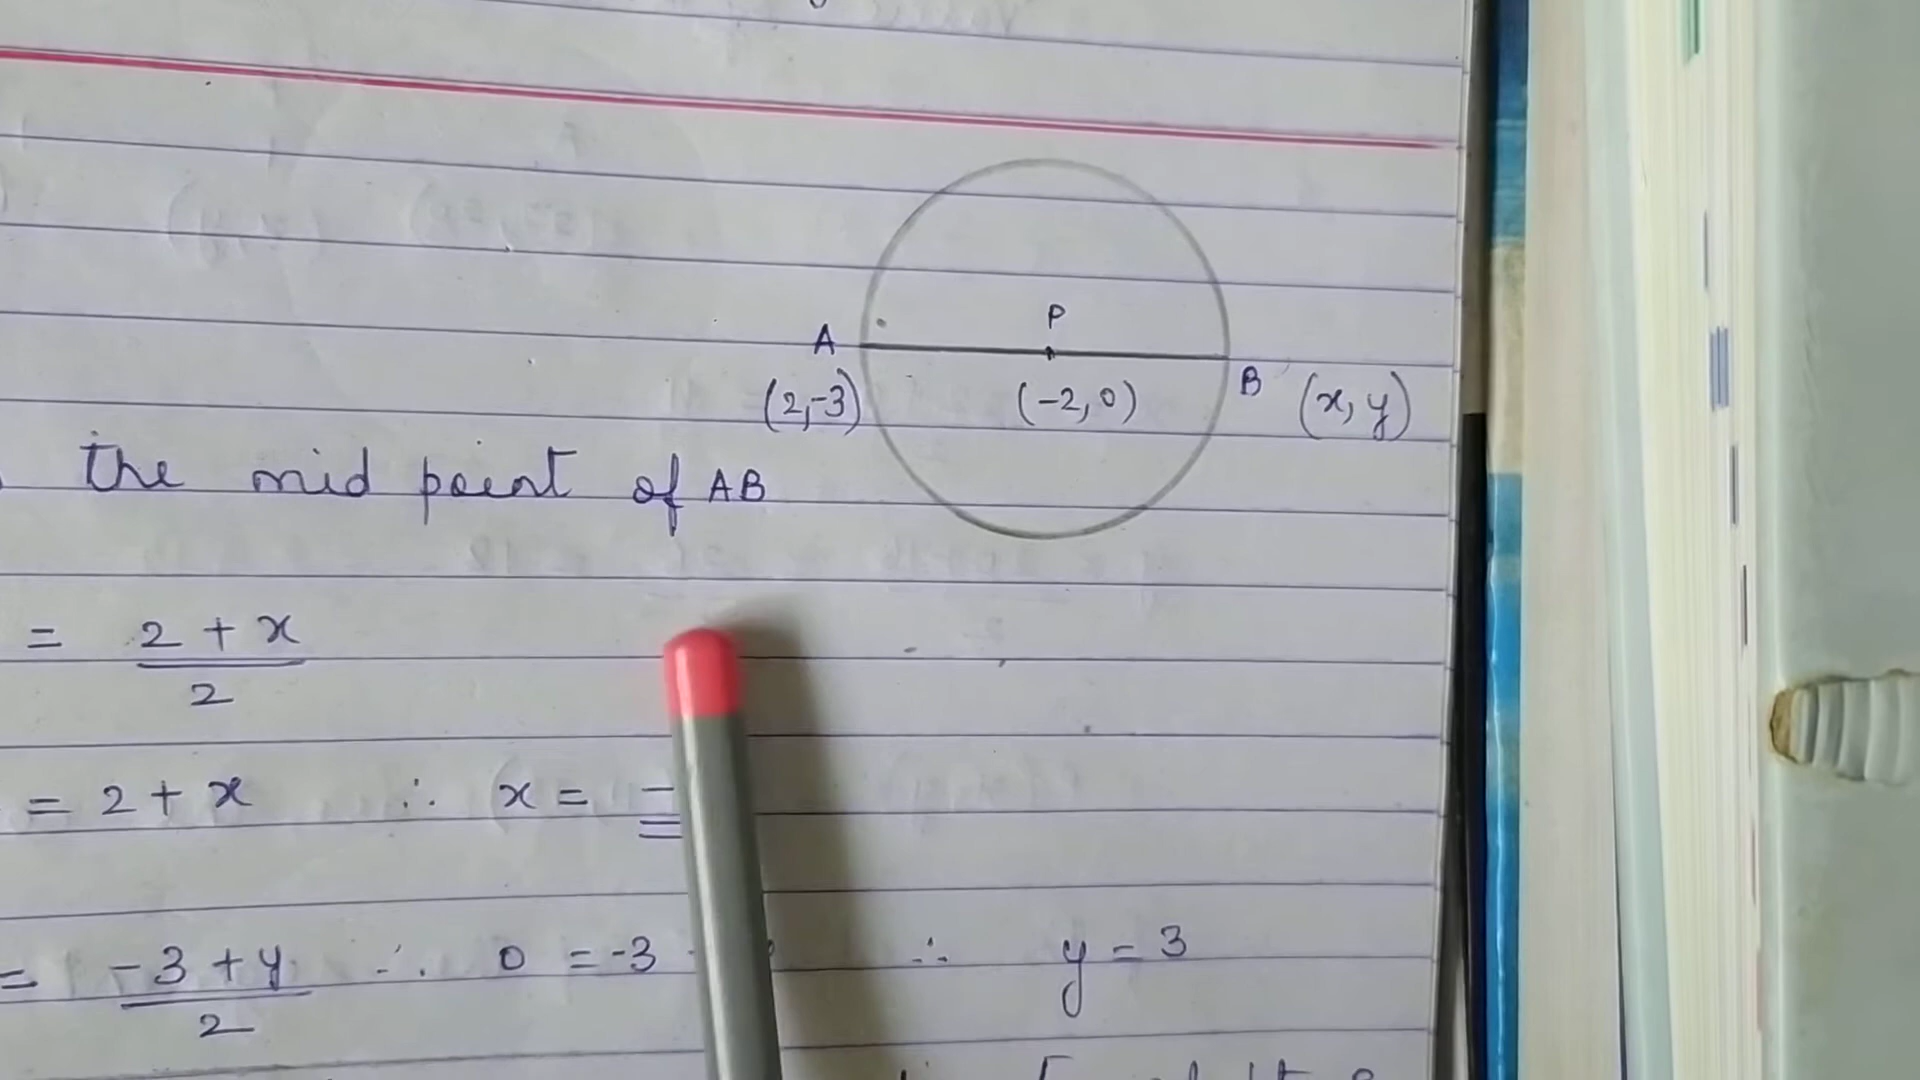 P
A
B
(2,-3)
(-2,0)
(x, y)
the mid point of AB
= 2 + x
2
= 2 + x ∴ x = -
= -3 + y ∴ 0 = -3 ∴ y = 3
2